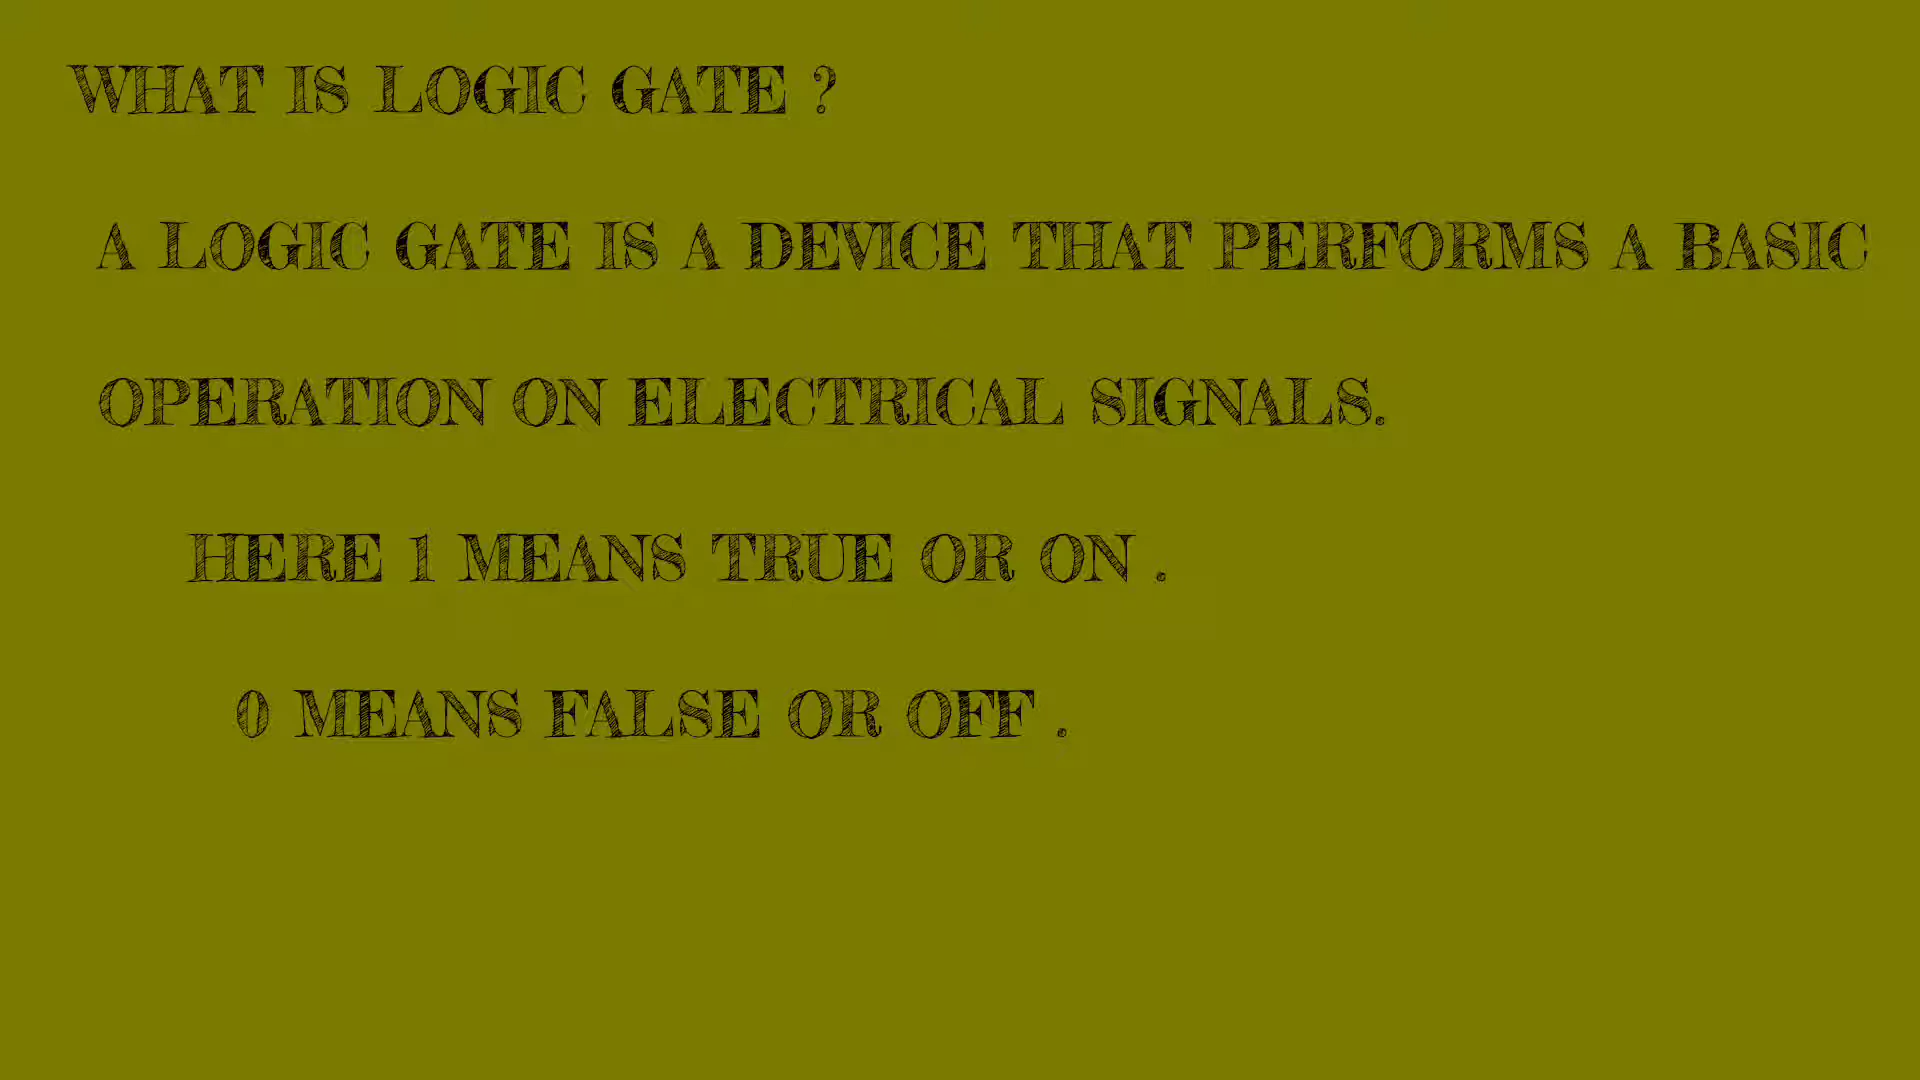 WHAT IS LOGIC GATE ?
A LOGIC GATE IS A DEVICE THAT PERFORMS A BASIC
OPERATION ON ELECTRICAL SIGNALS.
HERE 1 MEANS TRUE OR ON .
0 MEANS FALSE OR OFF .